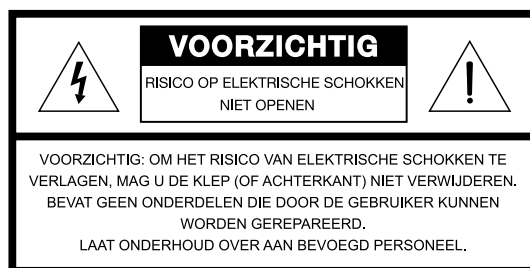 VOORZICHTIG
RISICO OP ELEKTRISCHE SCHOKKEN
NIET OPENEN
VOORZICHTIG: OM HET RISICO VAN ELEKTRISCHE SCHOKKEN TE
VERLAGEN, MAG U DE KLEP (OF ACHTERKANT) NIET VERWIJDEREN.
BEVAT GEEN ONDERDELEN DIE DOOR DE GEBRUIKER KUNNEN
WORDEN GEREPAREERD.
LAAT ONDERHOUD OVER AAN BEVOEGD PERSONEEL.